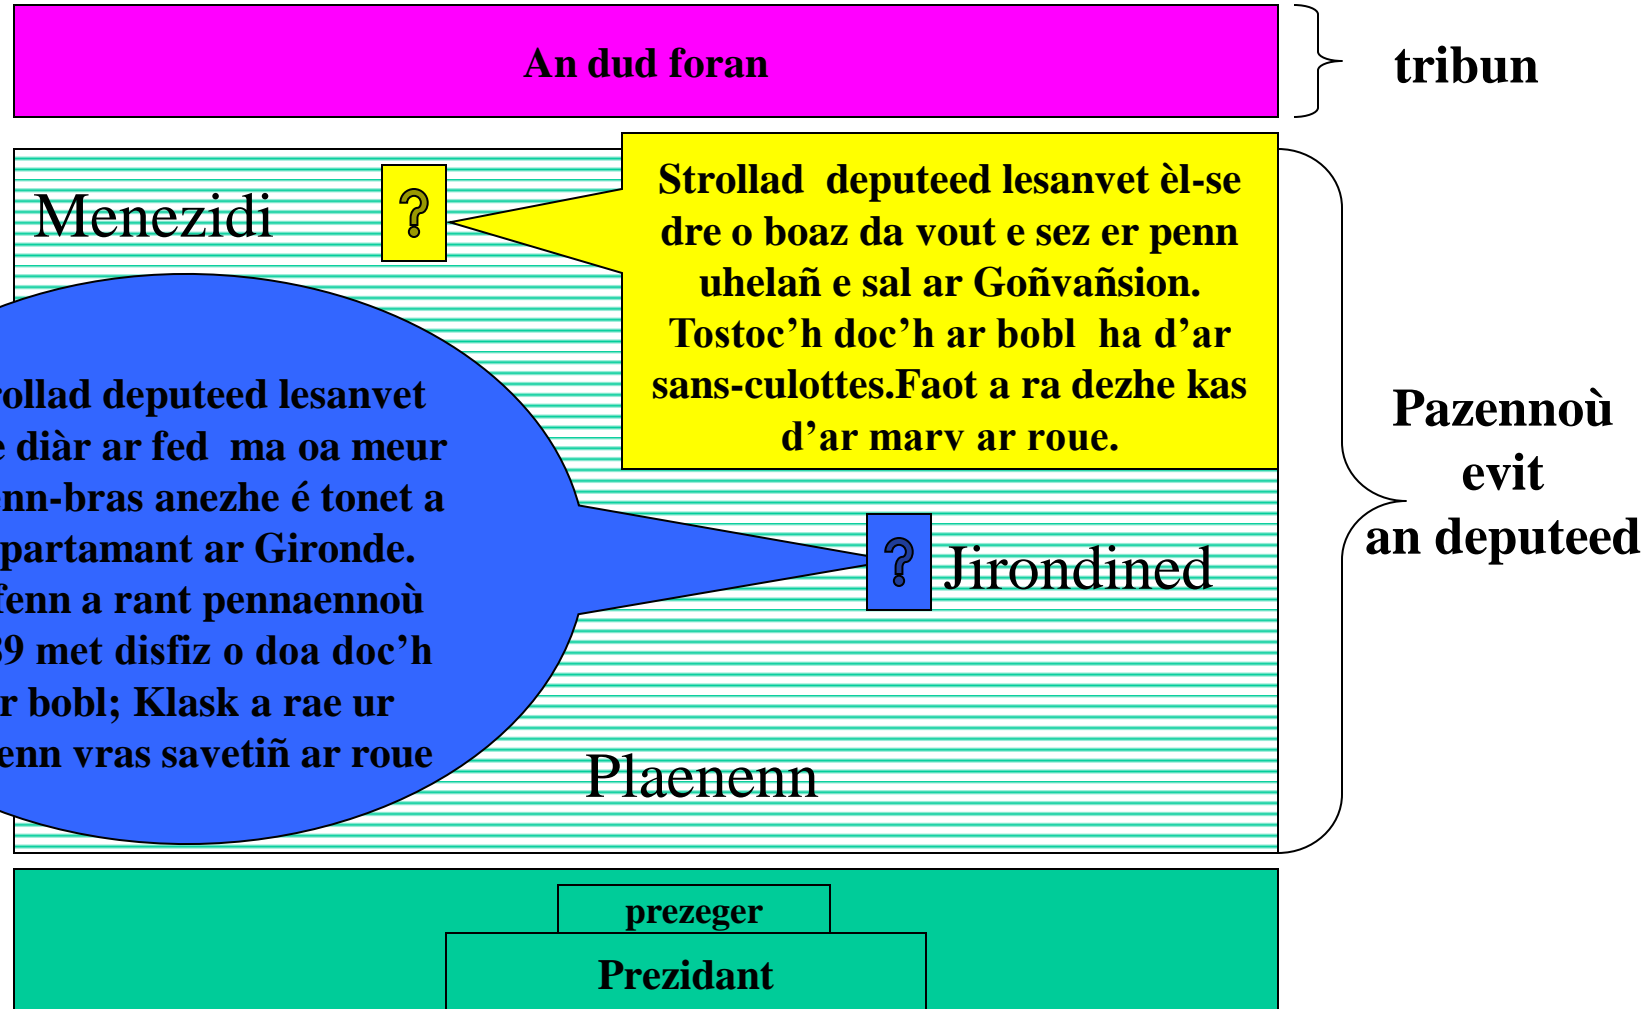 An dud foran
tribun
Menezidi
?
Strollad deputeed lesanvet èl-se
dre o boaz da vout e sez er penn
uhelañ e sal ar Goñvañsion.
Tostoc’h doc’h ar bobl ha d’ar
sans-culottes.Faot a ra dezhe kas
d’ar marv ar roue.
rollad deputeed lesanvet
e diàr ar fed ma oa meur
enn-bras anezhe é tonet a
partamant ar Gironde.
fenn a rant pennaennoù
39 met disfiz o doa doc’h
r bobl; Klask a rae ur
enn vras savetiñ ar roue
?
Jirondined
Plaenenn
Pazennoù
evit
an deputeed
prezeger
Prezidant